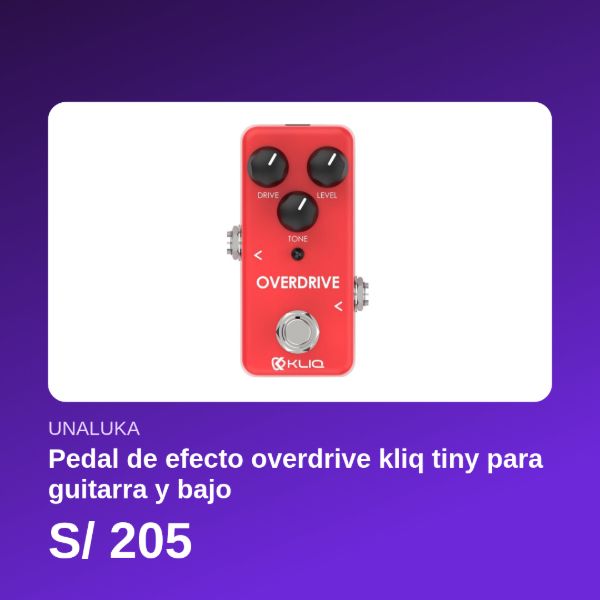 DRIVE LEVEL
TONE
OVERDRIVE
KLIQ
UNALUKA
Pedal de efecto overdrive kliq tiny para
guitarra y bajo
S/ 205